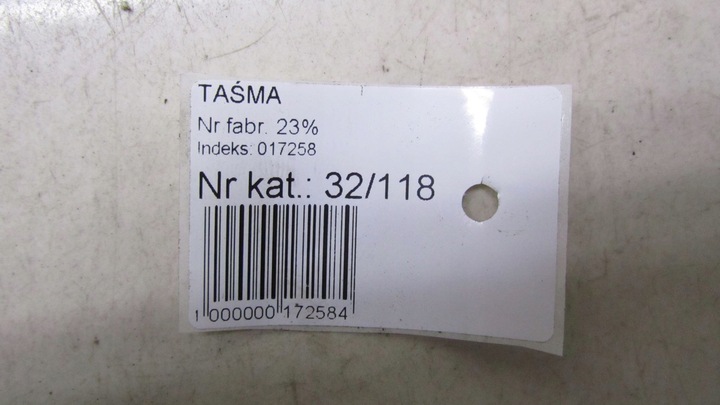 TAŚMA
Nr fabr. 23%
Indeks: 017258
Nr kat.: 32/118
1 000000 172584